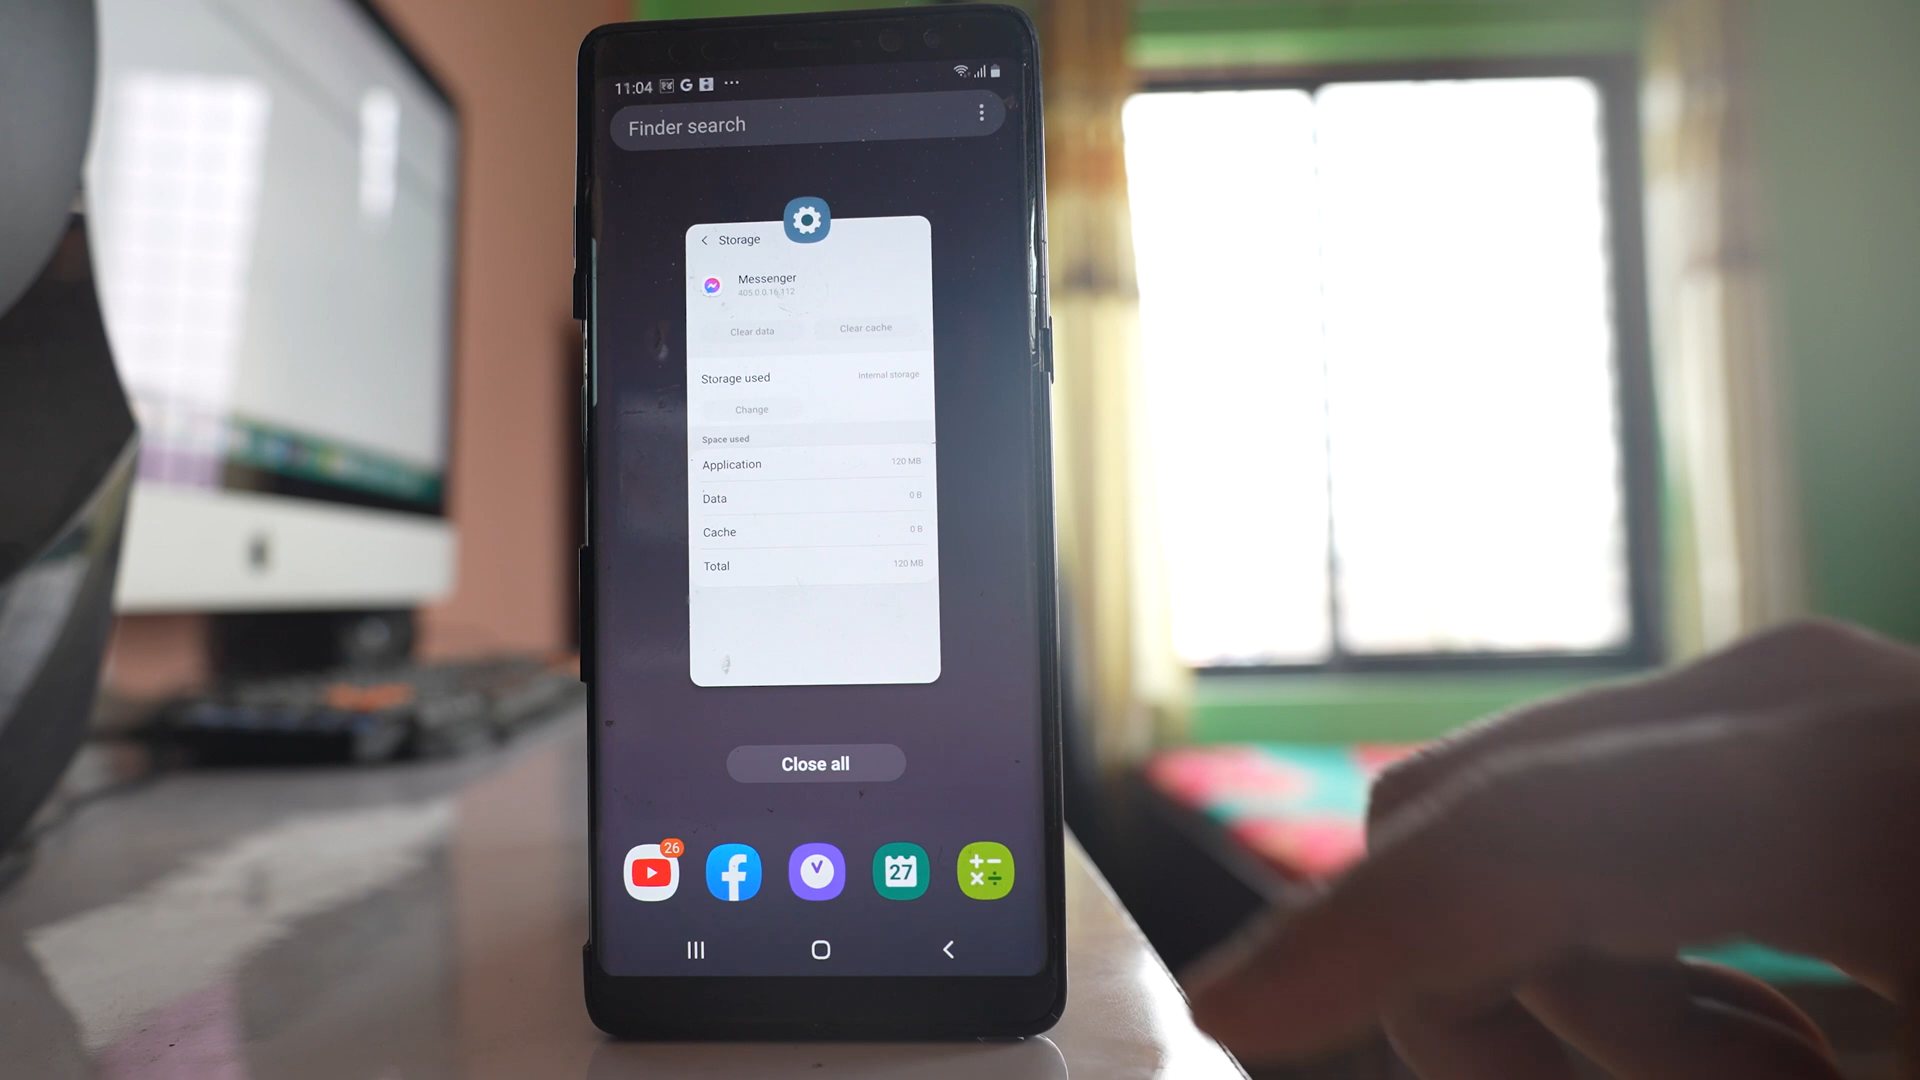 11:04 G ...
Finder search
Storage
Messenger
405.0.0.16.112
Clear data
Clear cache
Storage used
Internal storage
Change
Space used
Application
120 MB
Data
0 B
Cache
0 B
Total
120 MB
Close all
26
27